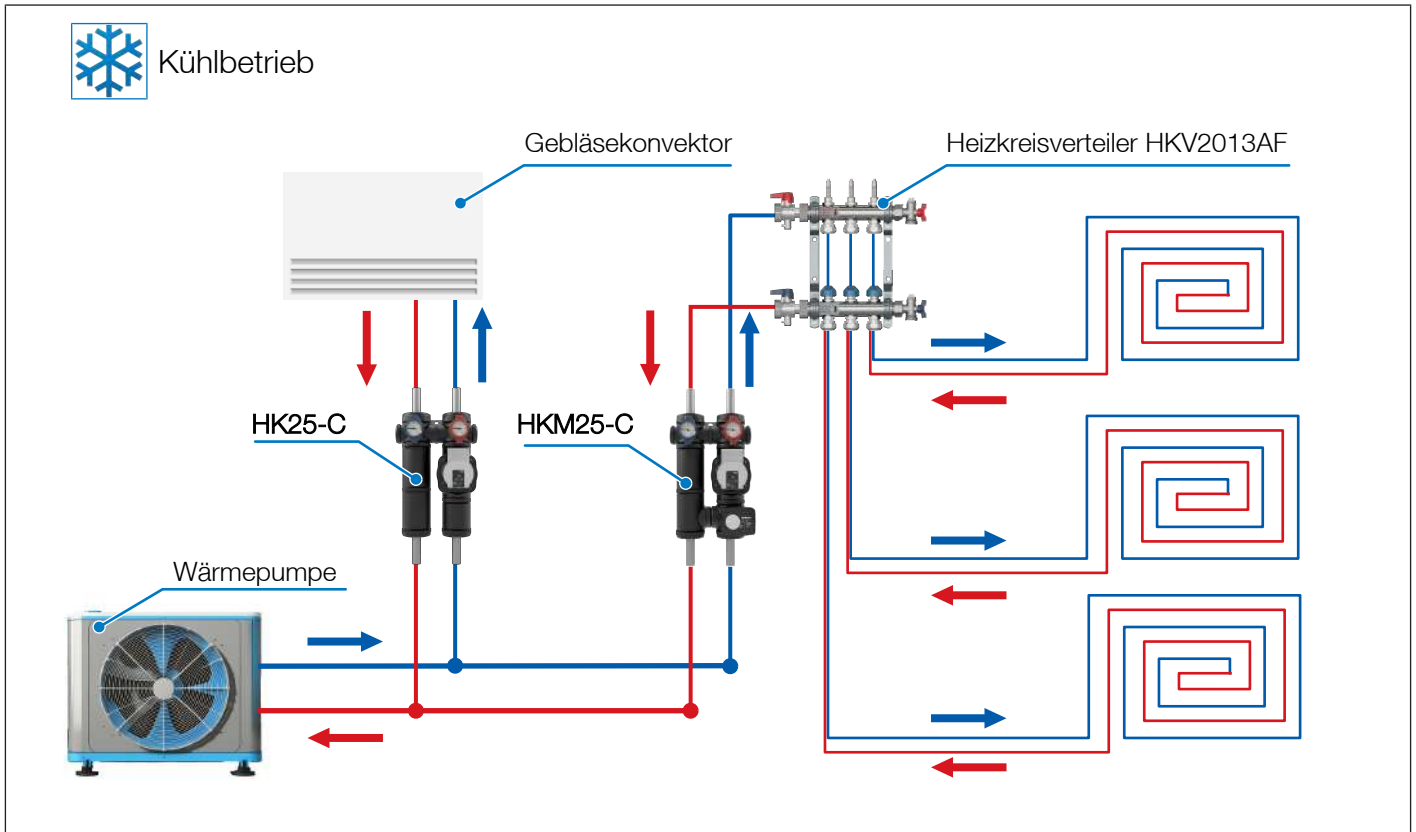 Kühlbetrieb
Gebläsekonvektor
Heizkreisverteiler HKV2013AF
HK25-C
HKM25-C
Wärmepumpe